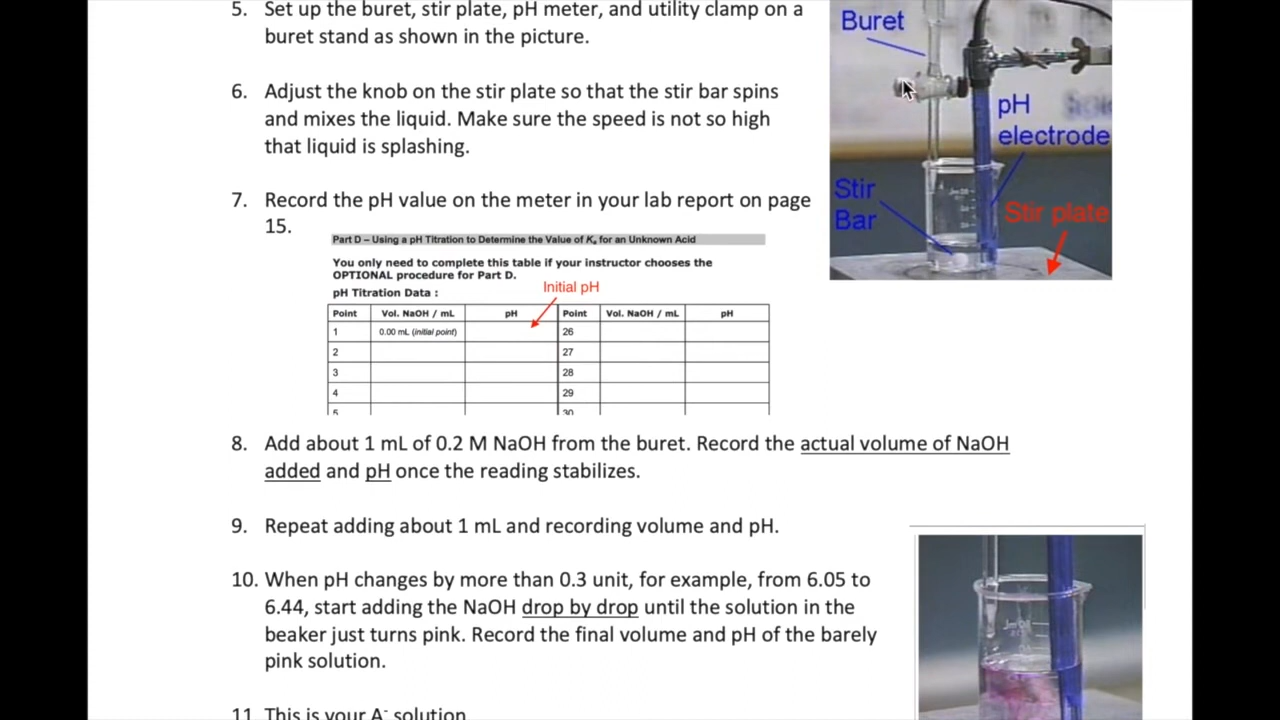 5. Set up the buret, stir plate, pH meter, and utility clamp on a
buret stand as shown in the picture.
6. Adjust the knob on the stir plate so that the stir bar spins
and mixes the liquid. Make sure the speed is not so high
that liquid is splashing.
7. Record the pH value on the meter in your lab report on page
15.
Buret
pH
electrode
Stir
Bar
Stir plate
Part D – Using a pH Titration to Determine the Value of Kₐ for an Unknown Acid
You only need to complete this table if your instructor chooses the
OPTIONAL procedure for Part D.
pH Titration Data :
Initial pH
Point Vol. NaOH / mL pH Point Vol. NaOH / mL pH
1 0.00 mL (initial point) 26
2 27
3 28
4 29
5 30
8. Add about 1 mL of 0.2 M NaOH from the buret. Record the actual volume of NaOH
added and pH once the reading stabilizes.
9. Repeat adding about 1 mL and recording volume and pH.
10. When pH changes by more than 0.3 unit, for example, from 6.05 to
6.44, start adding the NaOH drop by drop until the solution in the
beaker just turns pink. Record the final volume and pH of the barely
pink solution.
11. This is your A⁻ solution